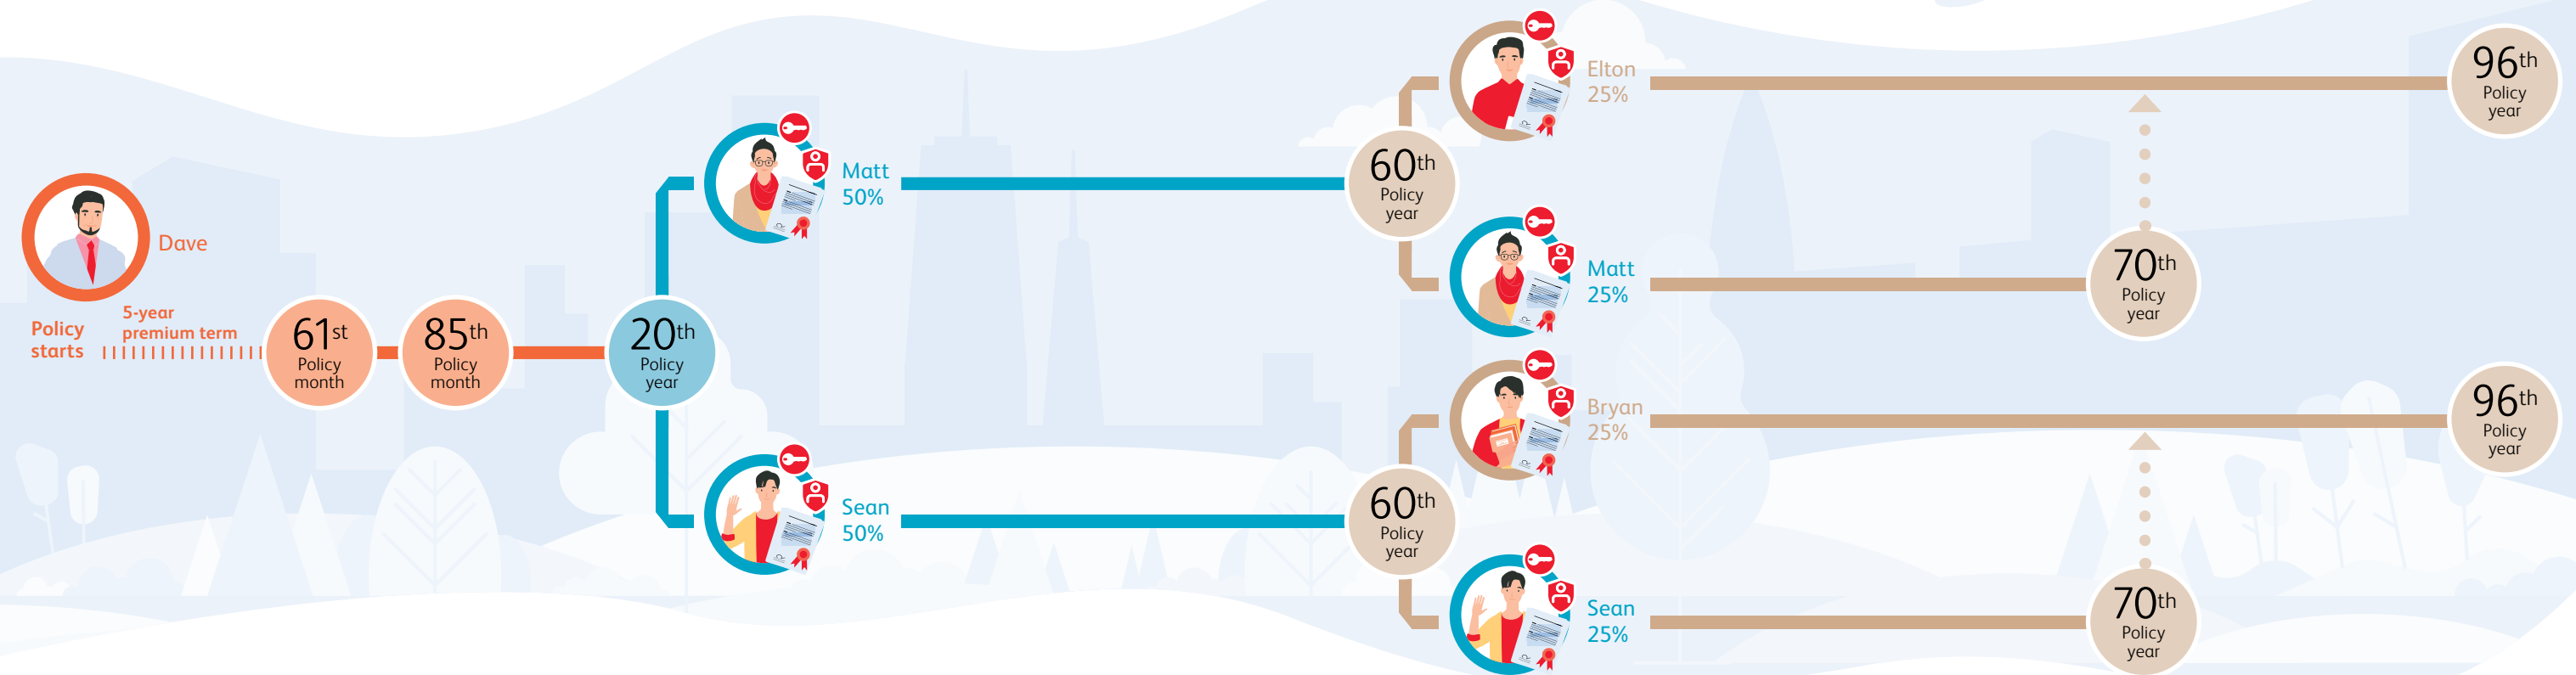 Dave
Policy
starts
5-year
premium term
61st
Policy
month
85th
Policy
month
20th
Policy
year
Matt
50%
Sean
50%
60th
Policy
year
Elton
25%
Matt
25%
70th
Policy
year
96th
Policy
year
60th
Policy
year
Bryan
25%
Sean
25%
70th
Policy
year
96th
Policy
year